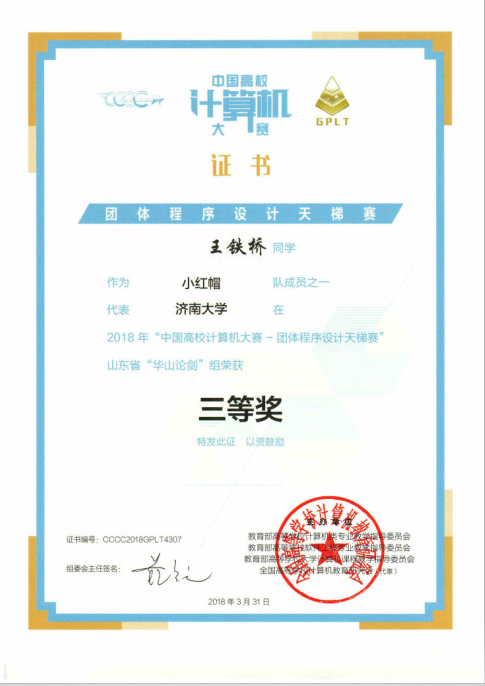 中国高校
计算机
大赛
GPLT
证书
团体程序设计天梯赛
王铁桥 同学
作为 小红帽 队成员之一
代表 济南大学 在
2018 年“中国高校计算机大赛 – 团体程序设计天梯赛”
山东省“华山论剑”组荣获
三等奖
特发此证 以资鼓励
主办单位
证书编号：CCCC2018GPLT4307
教育部高等学校计算机类专业教学指导委员会
教育部高等学校软件工程专业教学指导委员会
教育部高等学校大学计算机课程教学指导委员会
组委会主任签名：
全国高等学校计算机教育研究会（代章）
2018 年 3 月 31 日